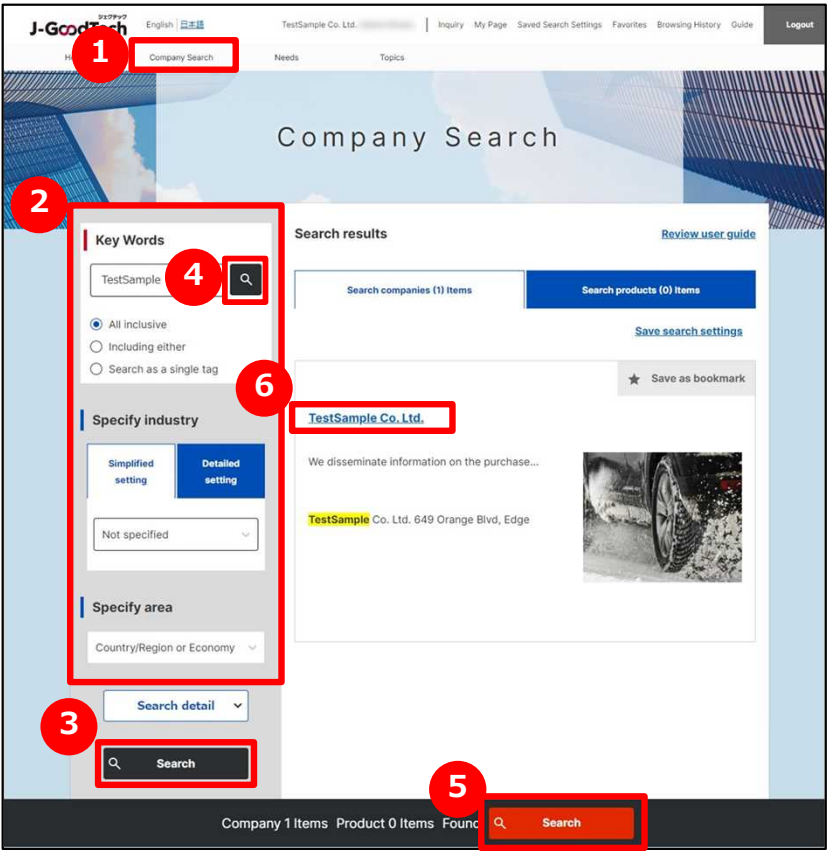 ジェグテック
J-GoodTech
English 日本語 TestSample Co. Ltd. Inquiry My Page Saved Search Settings Favorites Browsing History Guide Logout
1
Company Search Needs Topics
Company Search
2
Key Words
TestSample
4
All inclusive
Including either
Search as a single tag
Specify industry
Simplified setting
Detailed setting
Not specified
Specify area
Country/Region or Economy
Search detail
3
Search
Search results
Review user guide
Search companies (1) Items
Search products (0) Items
Save search settings
Save as bookmark
6
TestSample Co. Ltd.
We disseminate information on the purchase...
TestSample Co. Ltd. 649 Orange Blvd, Edge
5
Company 1 Items Product 0 Items Found
Search